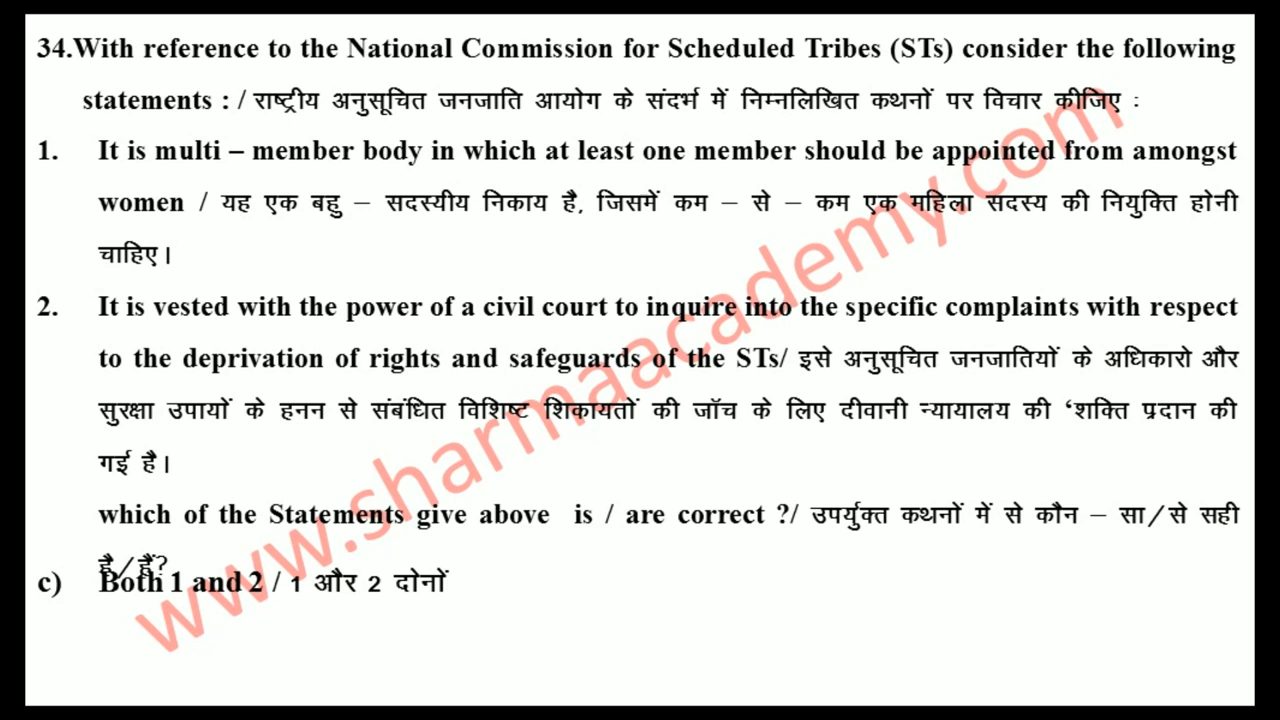 34.With reference to the National Commission for Scheduled Tribes (STs) consider the following
statements : / राष्ट्रीय अनुसूचित जनजाति आयोग के संदर्भ में निम्नलिखित कथनों पर विचार कीजिए :
1. It is multi – member body in which at least one member should be appointed from amongst
women / यह एक बहु – सदस्यीय निकाय है, जिसमें कम – से – कम एक महिला सदस्य की नियुक्ति होनी
चाहिए।
2. It is vested with the power of a civil court to inquire into the specific complaints with respect
to the deprivation of rights and safeguards of the STs/ इसे अनुसूचित जनजातियों के अधिकारो और
सुरक्षा उपायों के हनन से संबंधित विशिष्ट शिकायतों की जॉच के लिए दीवानी न्यायालय की ‘शक्ति प्रदान की
गई है।
which of the Statements give above is / are correct ?/ उपर्युक्त कथनों में से कौन – सा/से सही
है/हैं?
c) Both 1 and 2 / 1 और 2 दोनों
www.sharmaacademy.com